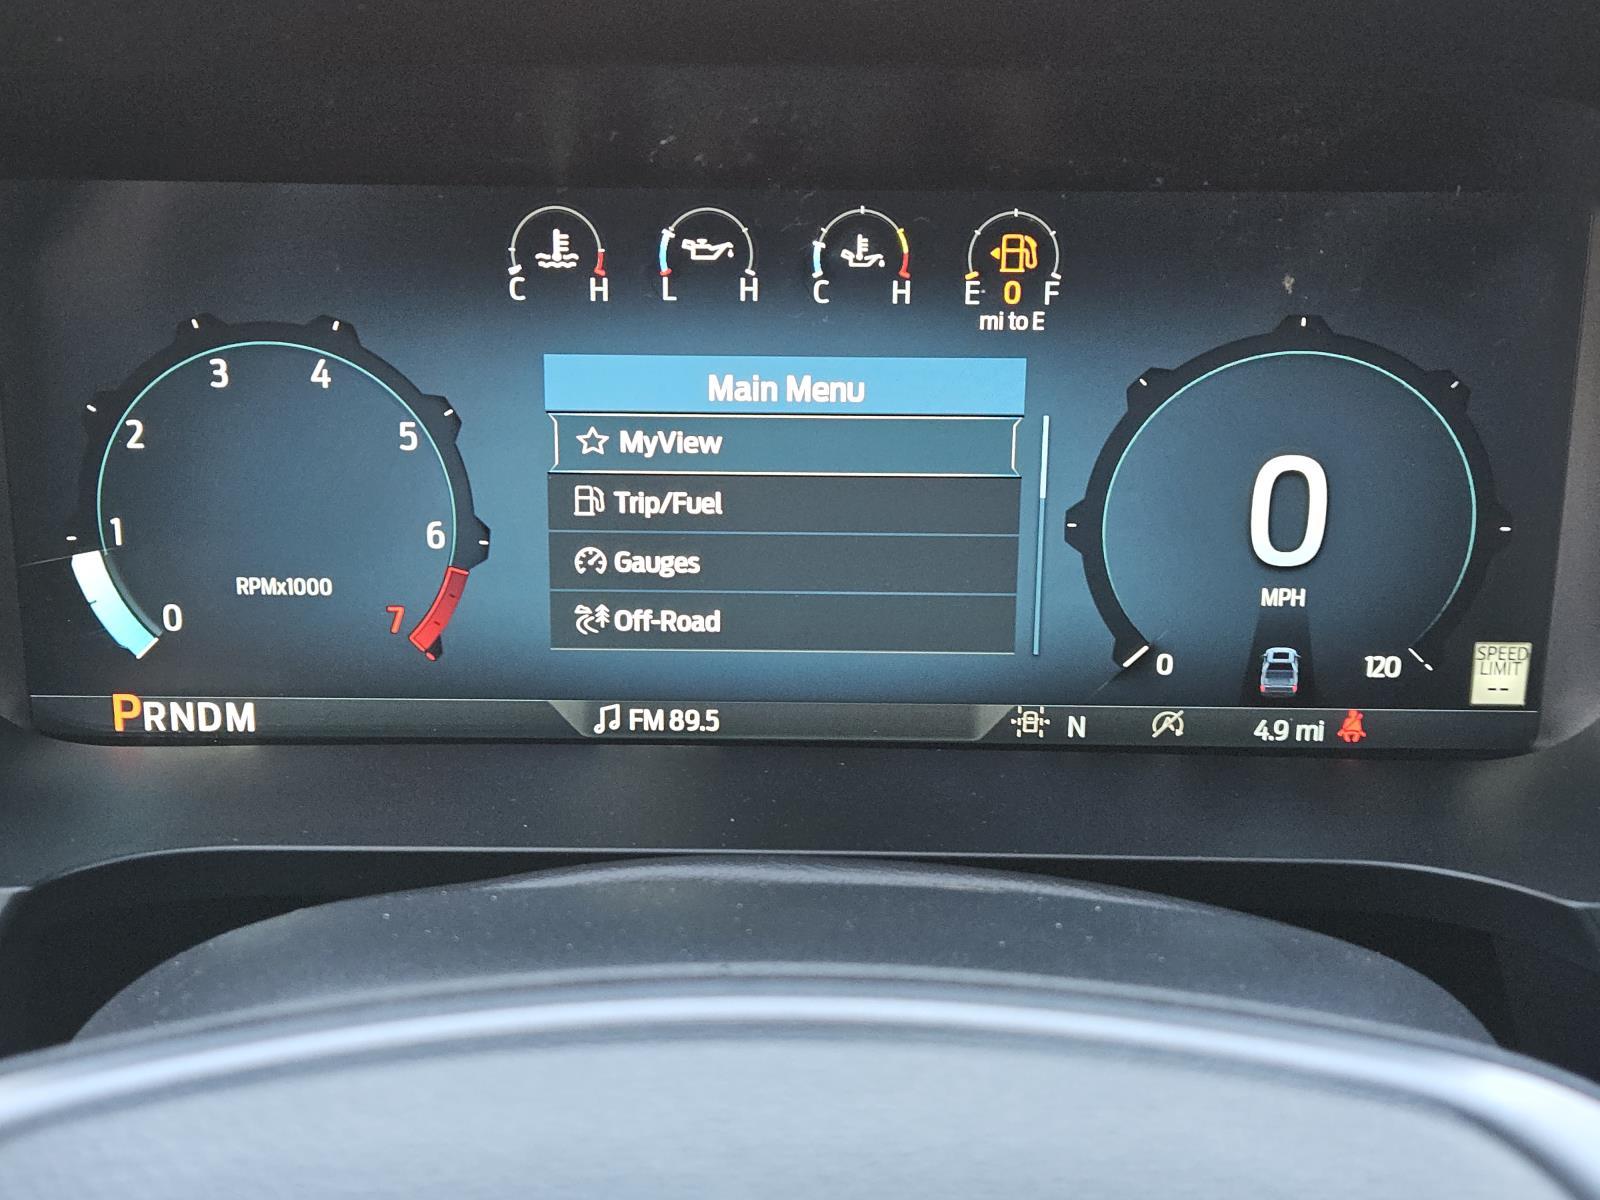 C H
L H
C H
E 0 F
mi to E
0
1
2
3
4
5
6
7
RPMx1000
Main Menu
MyView
Trip/Fuel
Gauges
Off-Road
0
MPH
0
120
SPEED
LIMIT
--
PRNDM
FM 89.5
N
4.9 mi